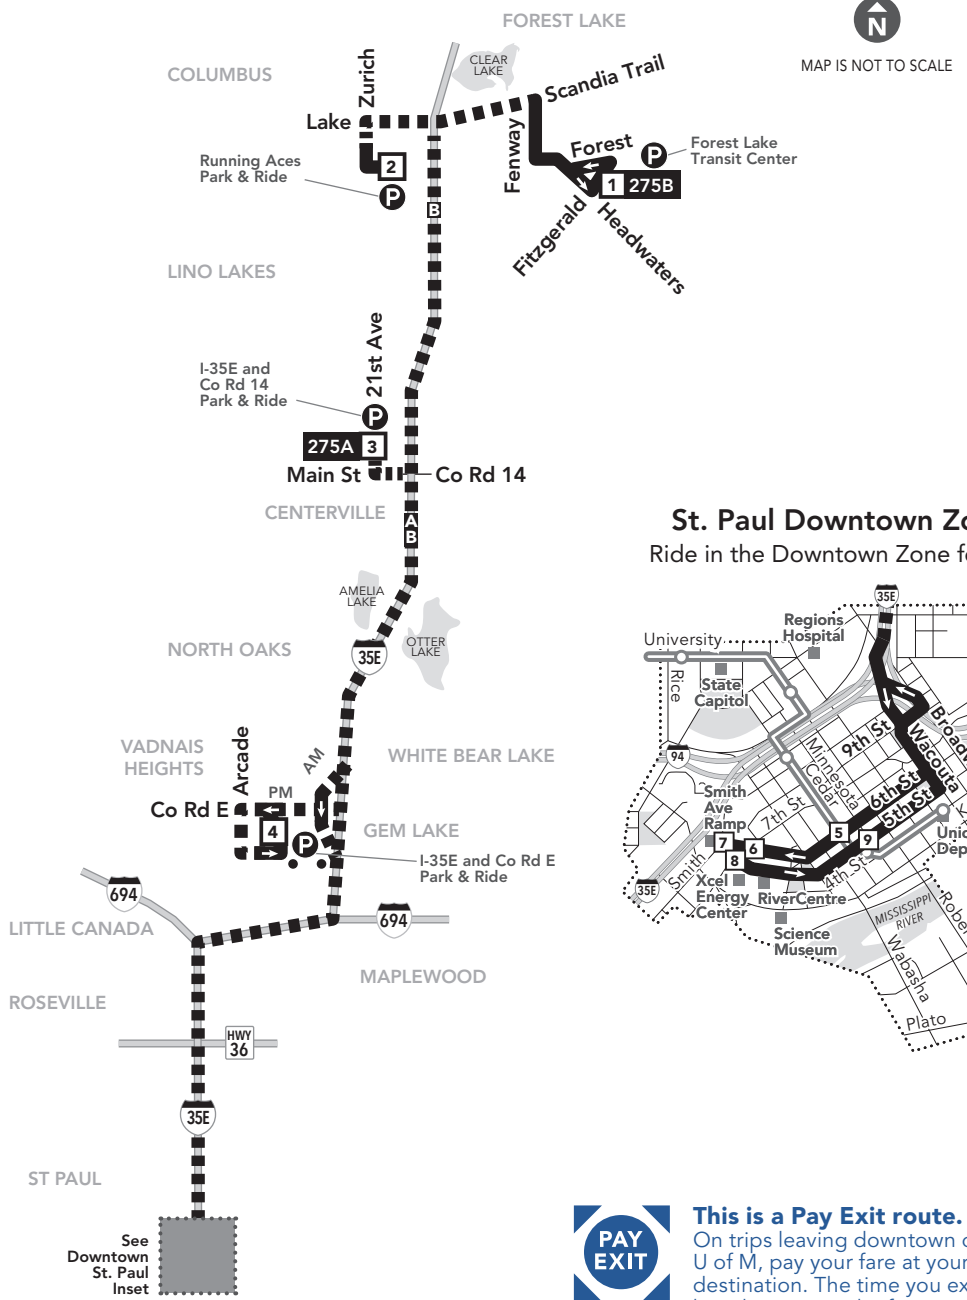 FOREST LAKE
N
MAP IS NOT TO SCALE
COLUMBUS
Zurich
CLEAR
LAKE
Scandia Trail
Lake
Fenway
Forest
P
Forest Lake
Transit Center
Running Aces
Park & Ride
2
P
1 275B
B
Fitzgerald
Headwaters
LINO LAKES
21st Ave
I-35E and
Co Rd 14
Park & Ride
P
275A 3
Main St
Co Rd 14
CENTERVILLE
A
B
AMELIA
LAKE
OTTER
LAKE
NORTH OAKS
35E
VADNAIS
HEIGHTS
Arcade
AM
WHITE BEAR LAKE
PM
Co Rd E
4
P
GEM LAKE
I-35E and Co Rd E
Park & Ride
694
694
LITTLE CANADA
MAPLEWOOD
ROSEVILLE
HWY
36
35E
ST PAUL
See
Downtown
St. Paul
Inset
St. Paul Downtown Zo
Ride in the Downtown Zone f
35E
Regions
Hospital
University
Rice
State
Capitol
94
Minnesota
Cedar
9th St
Broadw
Wacouta
6th St
5th St
Smith
Ave
Ramp
7th St
5
9
7
6
8
4th St
K
Unio
Dep
35E
Smith
Xcel
Energy
Center
RiverCentre
Science
Museum
MISSISSIPPI
RIVER
Rober
Wabasha
Plato
PAY
EXIT
This is a Pay Exit route.
On trips leaving downtown o
U of M, pay your fare at your
destination. The time you ex